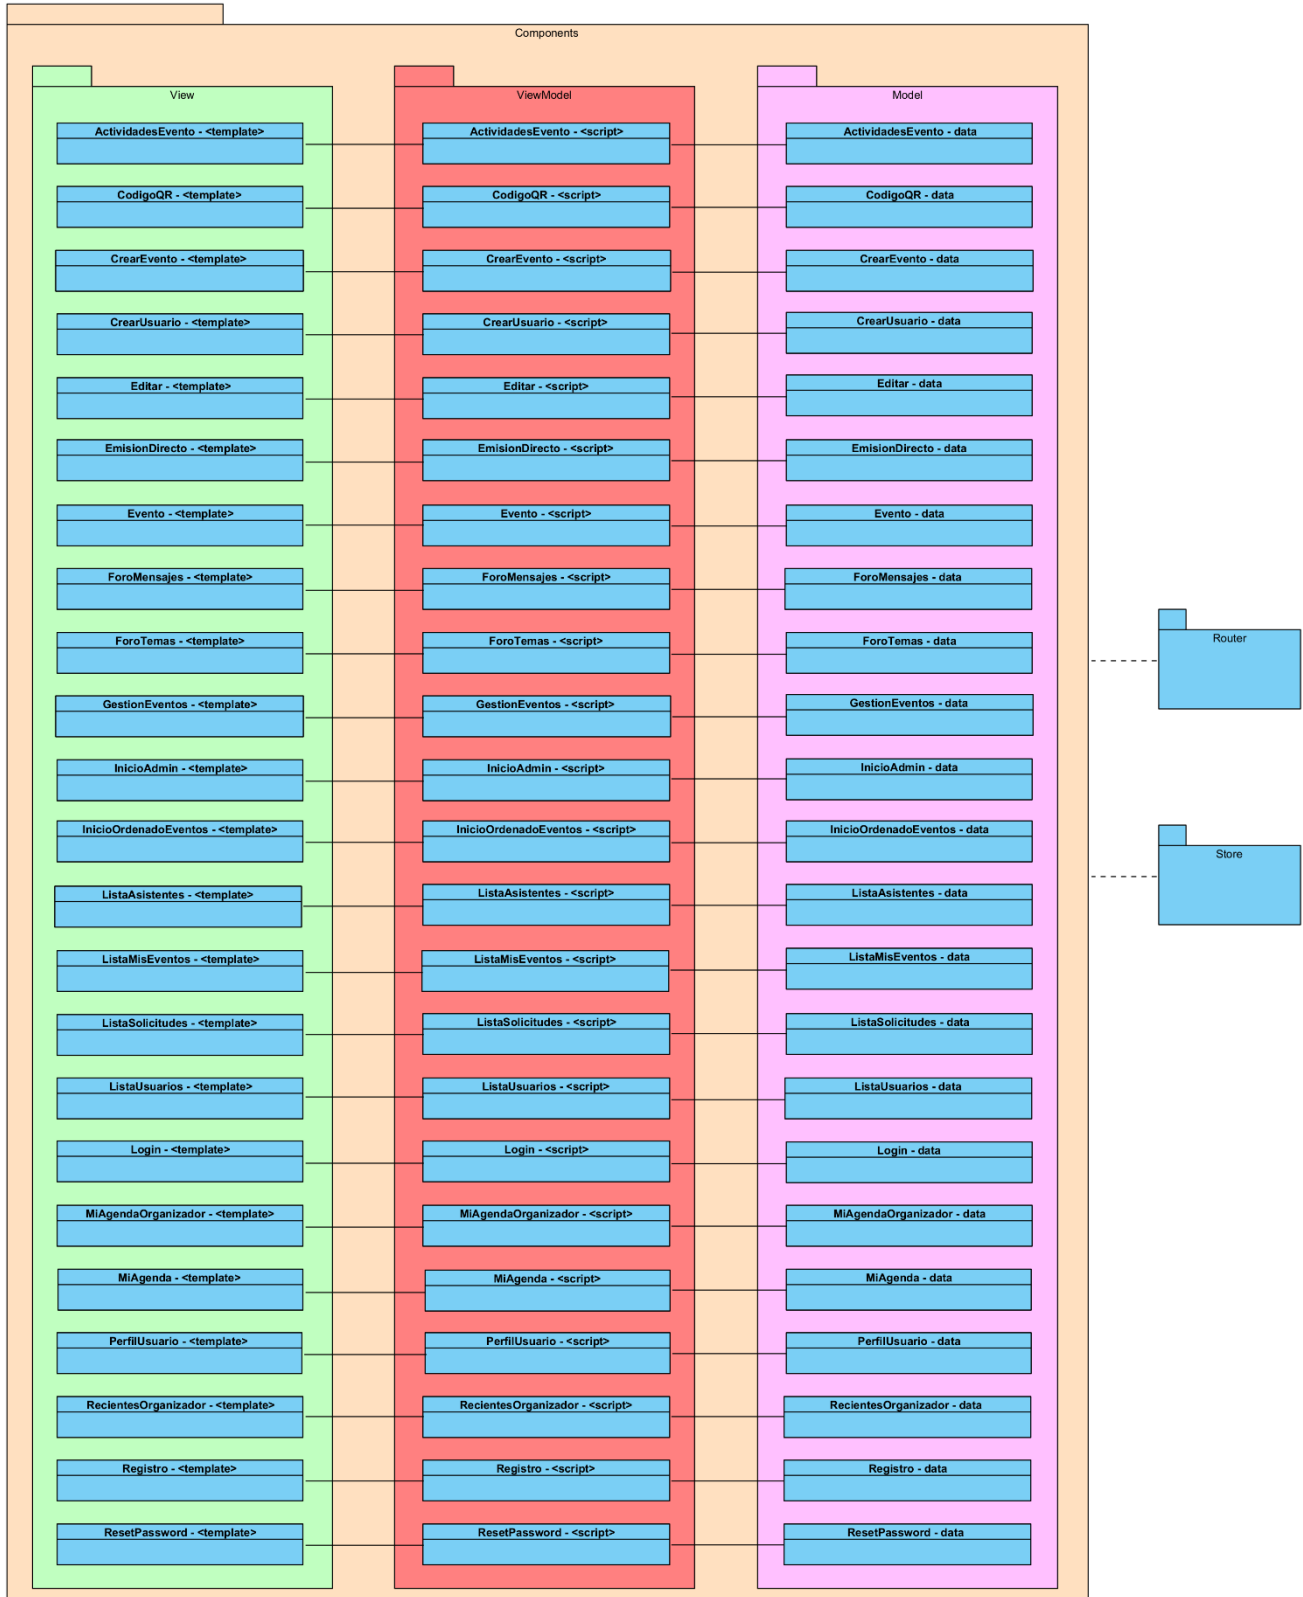 Components
View
ViewModel
Model
ActividadesEvento - <template>
ActividadesEvento - <script>
ActividadesEvento - data
CodigoQR - <template>
CodigoQR - <script>
CodigoQR - data
CrearEvento - <template>
CrearEvento - <script>
CrearEvento - data
CrearUsuario - <template>
CrearUsuario - <script>
CrearUsuario - data
Editar - <template>
Editar - <script>
Editar - data
EmisionDirecto - <template>
EmisionDirecto - <script>
EmisionDirecto - data
Evento - <template>
Evento - <script>
Evento - data
ForoMensajes - <template>
ForoMensajes - <script>
ForoMensajes - data
ForoTemas - <template>
ForoTemas - <script>
ForoTemas - data
Router
GestionEventos - <template>
GestionEventos - <script>
GestionEventos - data
InicioAdmin - <template>
InicioAdmin - <script>
InicioAdmin - data
InicioOrdenadoEventos - <template>
InicioOrdenadoEventos - <script>
InicioOrdenadoEventos - data
Store
ListaAsistentes - <template>
ListaAsistentes - <script>
ListaAsistentes - data
ListaMisEventos - <template>
ListaMisEventos - <script>
ListaMisEventos - data
ListaSolicitudes - <template>
ListaSolicitudes - <script>
ListaSolicitudes - data
ListaUsuarios - <template>
ListaUsuarios - <script>
ListaUsuarios - data
Login - <template>
Login - <script>
Login - data
MiAgendaOrganizador - <template>
MiAgendaOrganizador - <script>
MiAgendaOrganizador - data
MiAgenda - <template>
MiAgenda - <script>
MiAgenda - data
PerfilUsuario - <template>
PerfilUsuario - <script>
PerfilUsuario - data
RecientesOrganizador - <template>
RecientesOrganizador - <script>
RecientesOrganizador - data
Registro - <template>
Registro - <script>
Registro - data
ResetPassword - <template>
ResetPassword - <script>
ResetPassword - data